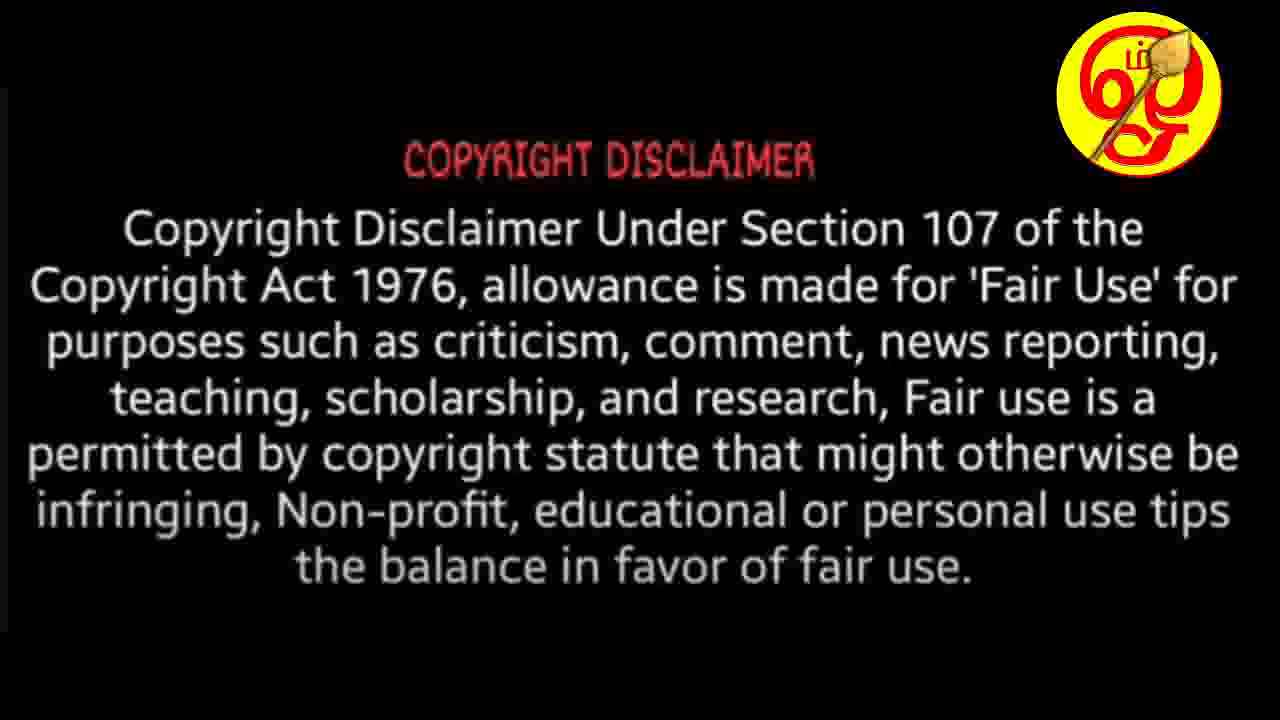 COPYRIGHT DISCLAIMER
Copyright Disclaimer Under Section 107 of the
Copyright Act 1976, allowance is made for 'Fair Use' for
purposes such as criticism, comment, news reporting,
teaching, scholarship, and research, Fair use is a
permitted by copyright statute that might otherwise be
infringing, Non-profit, educational or personal use tips
the balance in favor of fair use.